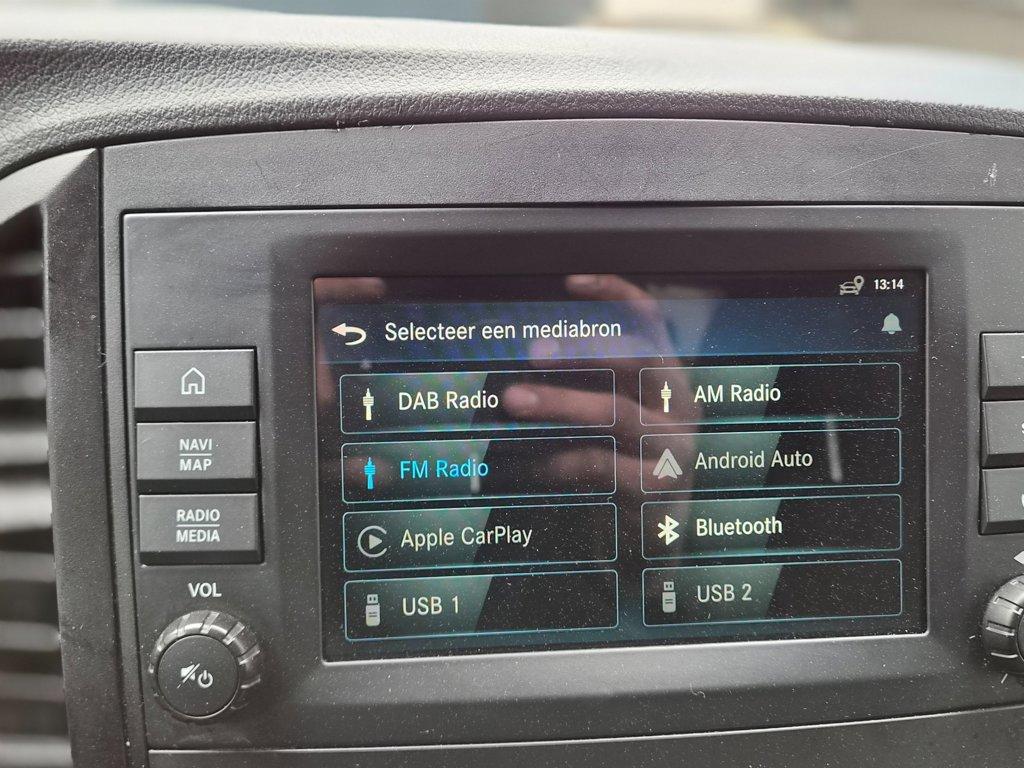 13:14
Selecteer een mediabron
DAB Radio
AM Radio
FM Radio
Android Auto
Apple CarPlay
Bluetooth
USB 1
USB 2
NAVI
MAP
RADIO
MEDIA
VOL